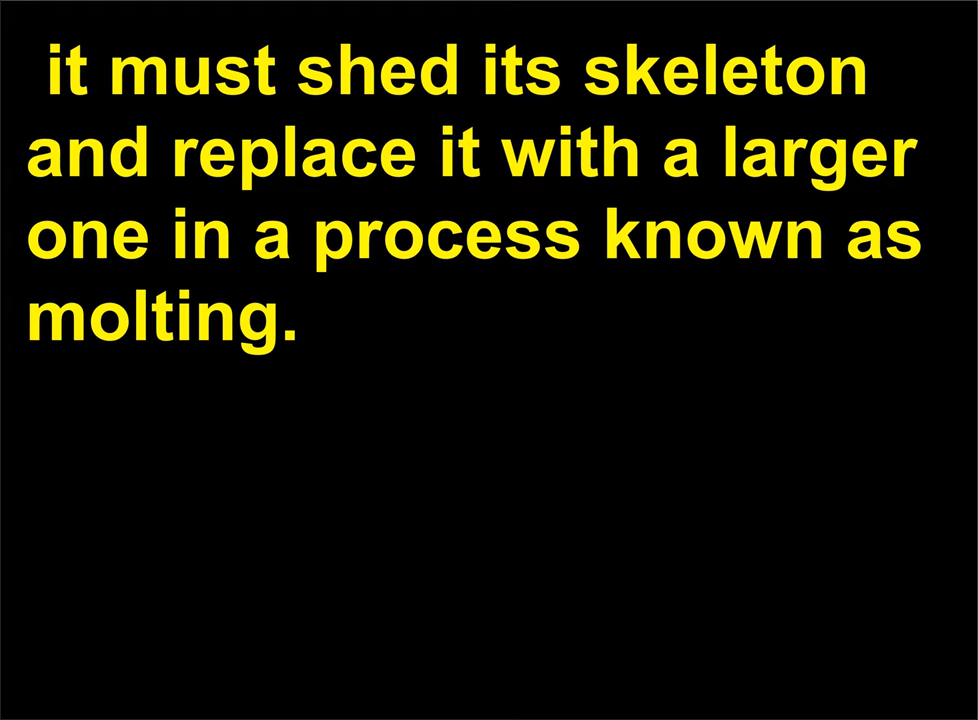 it must shed its skeleton
and replace it with a larger
one in a process known as
molting.